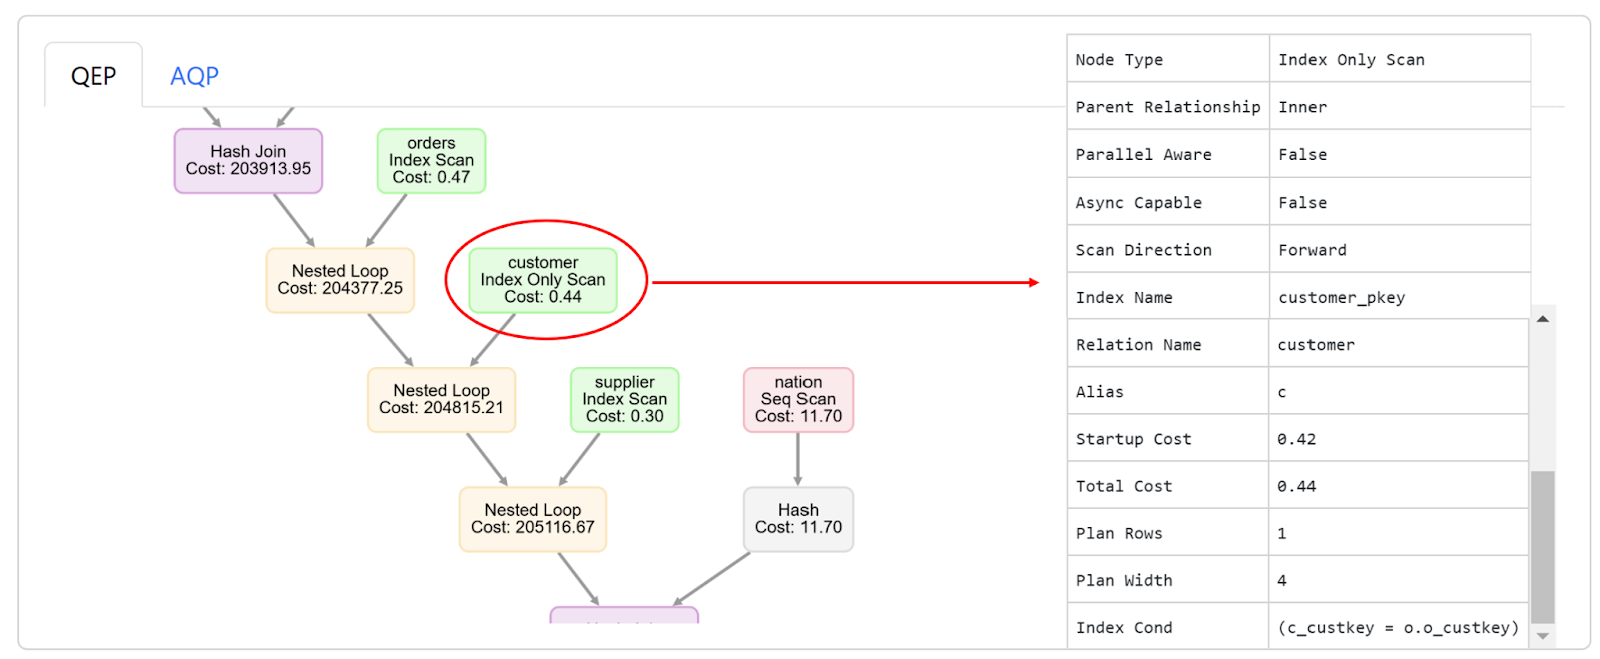 QEP
AQP
Hash Join
Cost: 203913.95
orders
Index Scan
Cost: 0.47
Nested Loop
Cost: 204377.25
customer
Index Only Scan
Cost: 0.44
Nested Loop
Cost: 204815.21
supplier
Index Scan
Cost: 0.30
nation
Seq Scan
Cost: 11.70
Nested Loop
Cost: 205116.67
Hash
Cost: 11.70
Node Type Index Only Scan
Parent Relationship Inner
Parallel Aware False
Async Capable False
Scan Direction Forward
Index Name customer_pkey
Relation Name customer
Alias c
Startup Cost 0.42
Total Cost 0.44
Plan Rows 1
Plan Width 4
Index Cond (c_custkey = o.o_custkey)